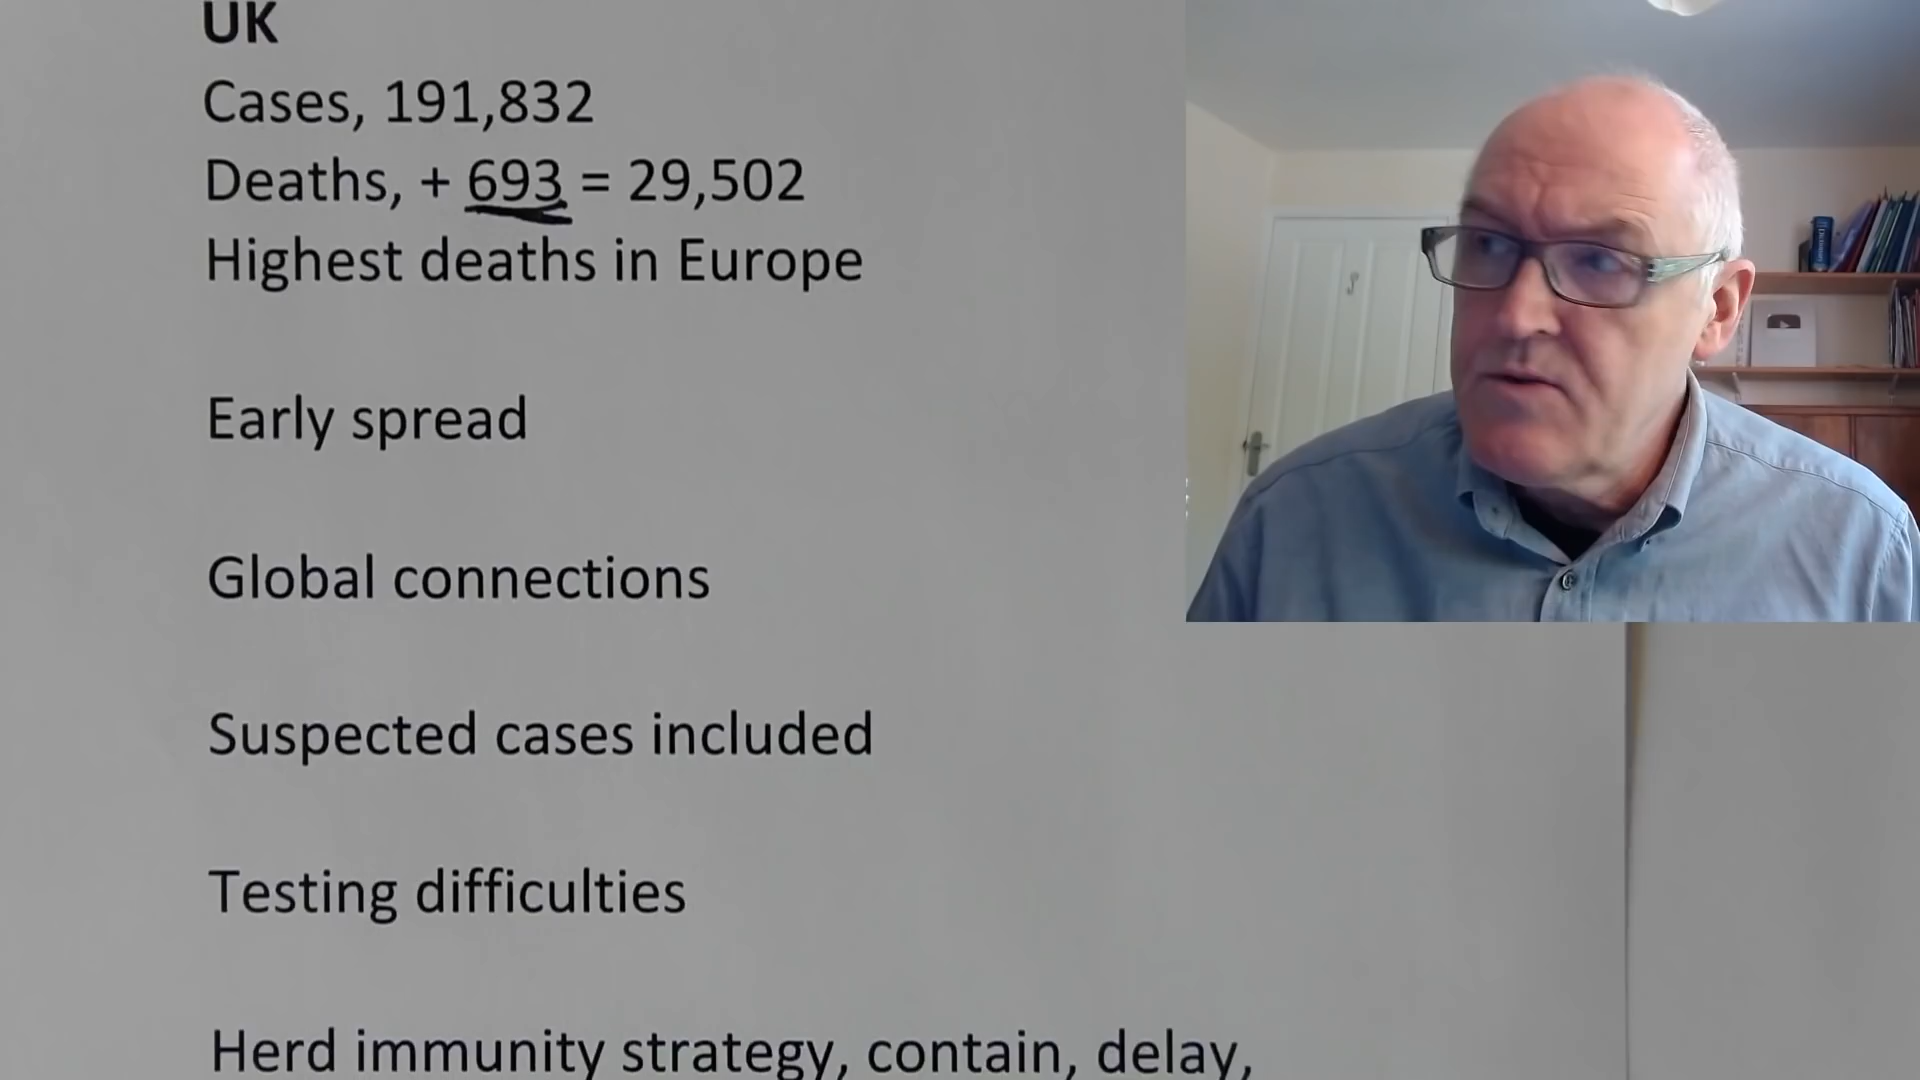 UK
Cases, 191,832
Deaths, + 693 = 29,502
Highest deaths in Europe
Early spread
Global connections
Suspected cases included
Testing difficulties
Herd immunity strategy, contain, delay,